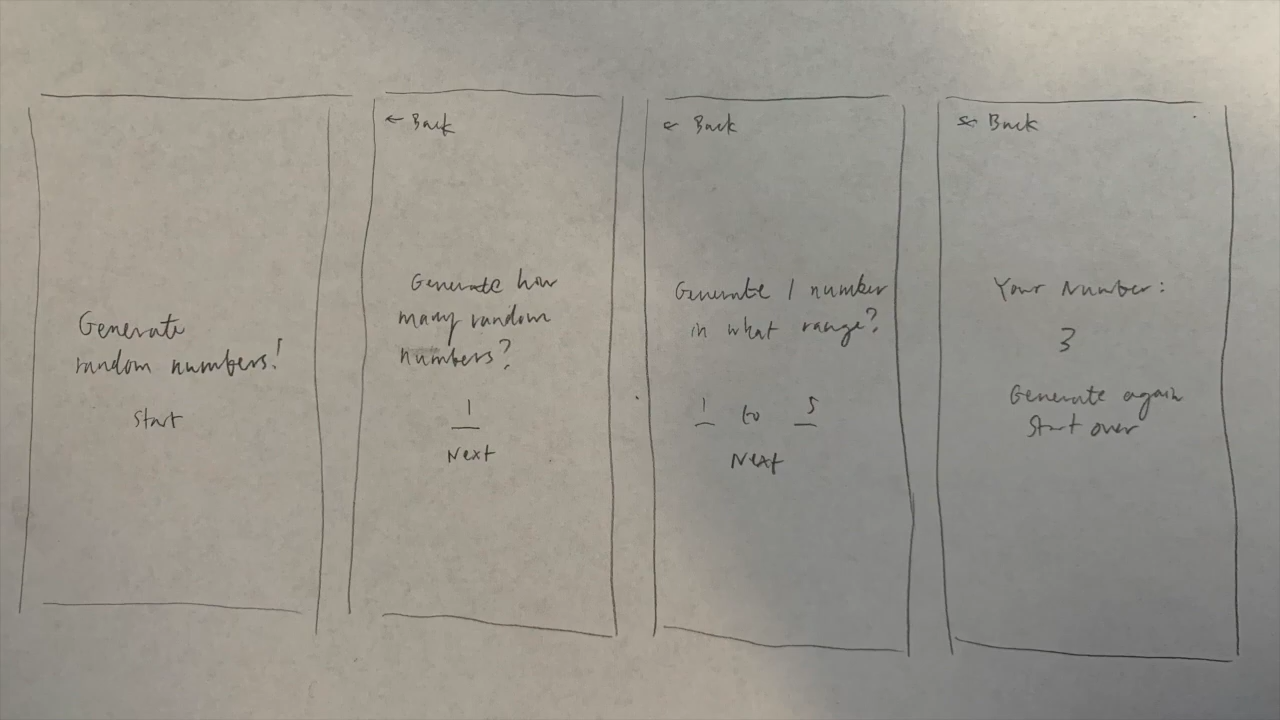 Generate
random numbers!
Start
← Back
Generate how
many random
numbers?
1
Next
← Back
Generate 1 number
in what range?
1 to 5
Next
← Back
Your Number:
3
Generate again
Start over